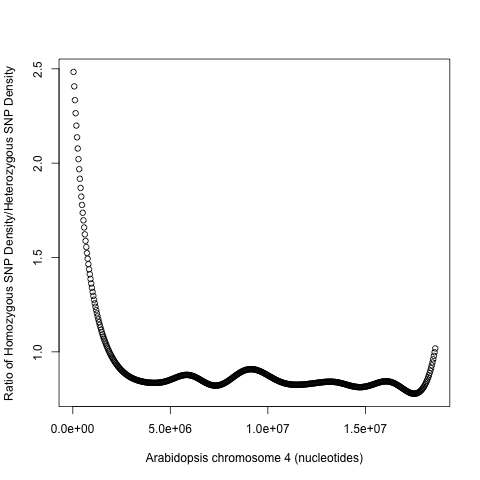 Ratio of Homozygous SNP Density/Heterozygous SNP Density
2.5
2.0
1.5
1.0
0.0e+00 5.0e+06 1.0e+07 1.5e+07
Arabidopsis chromosome 4 (nucleotides)